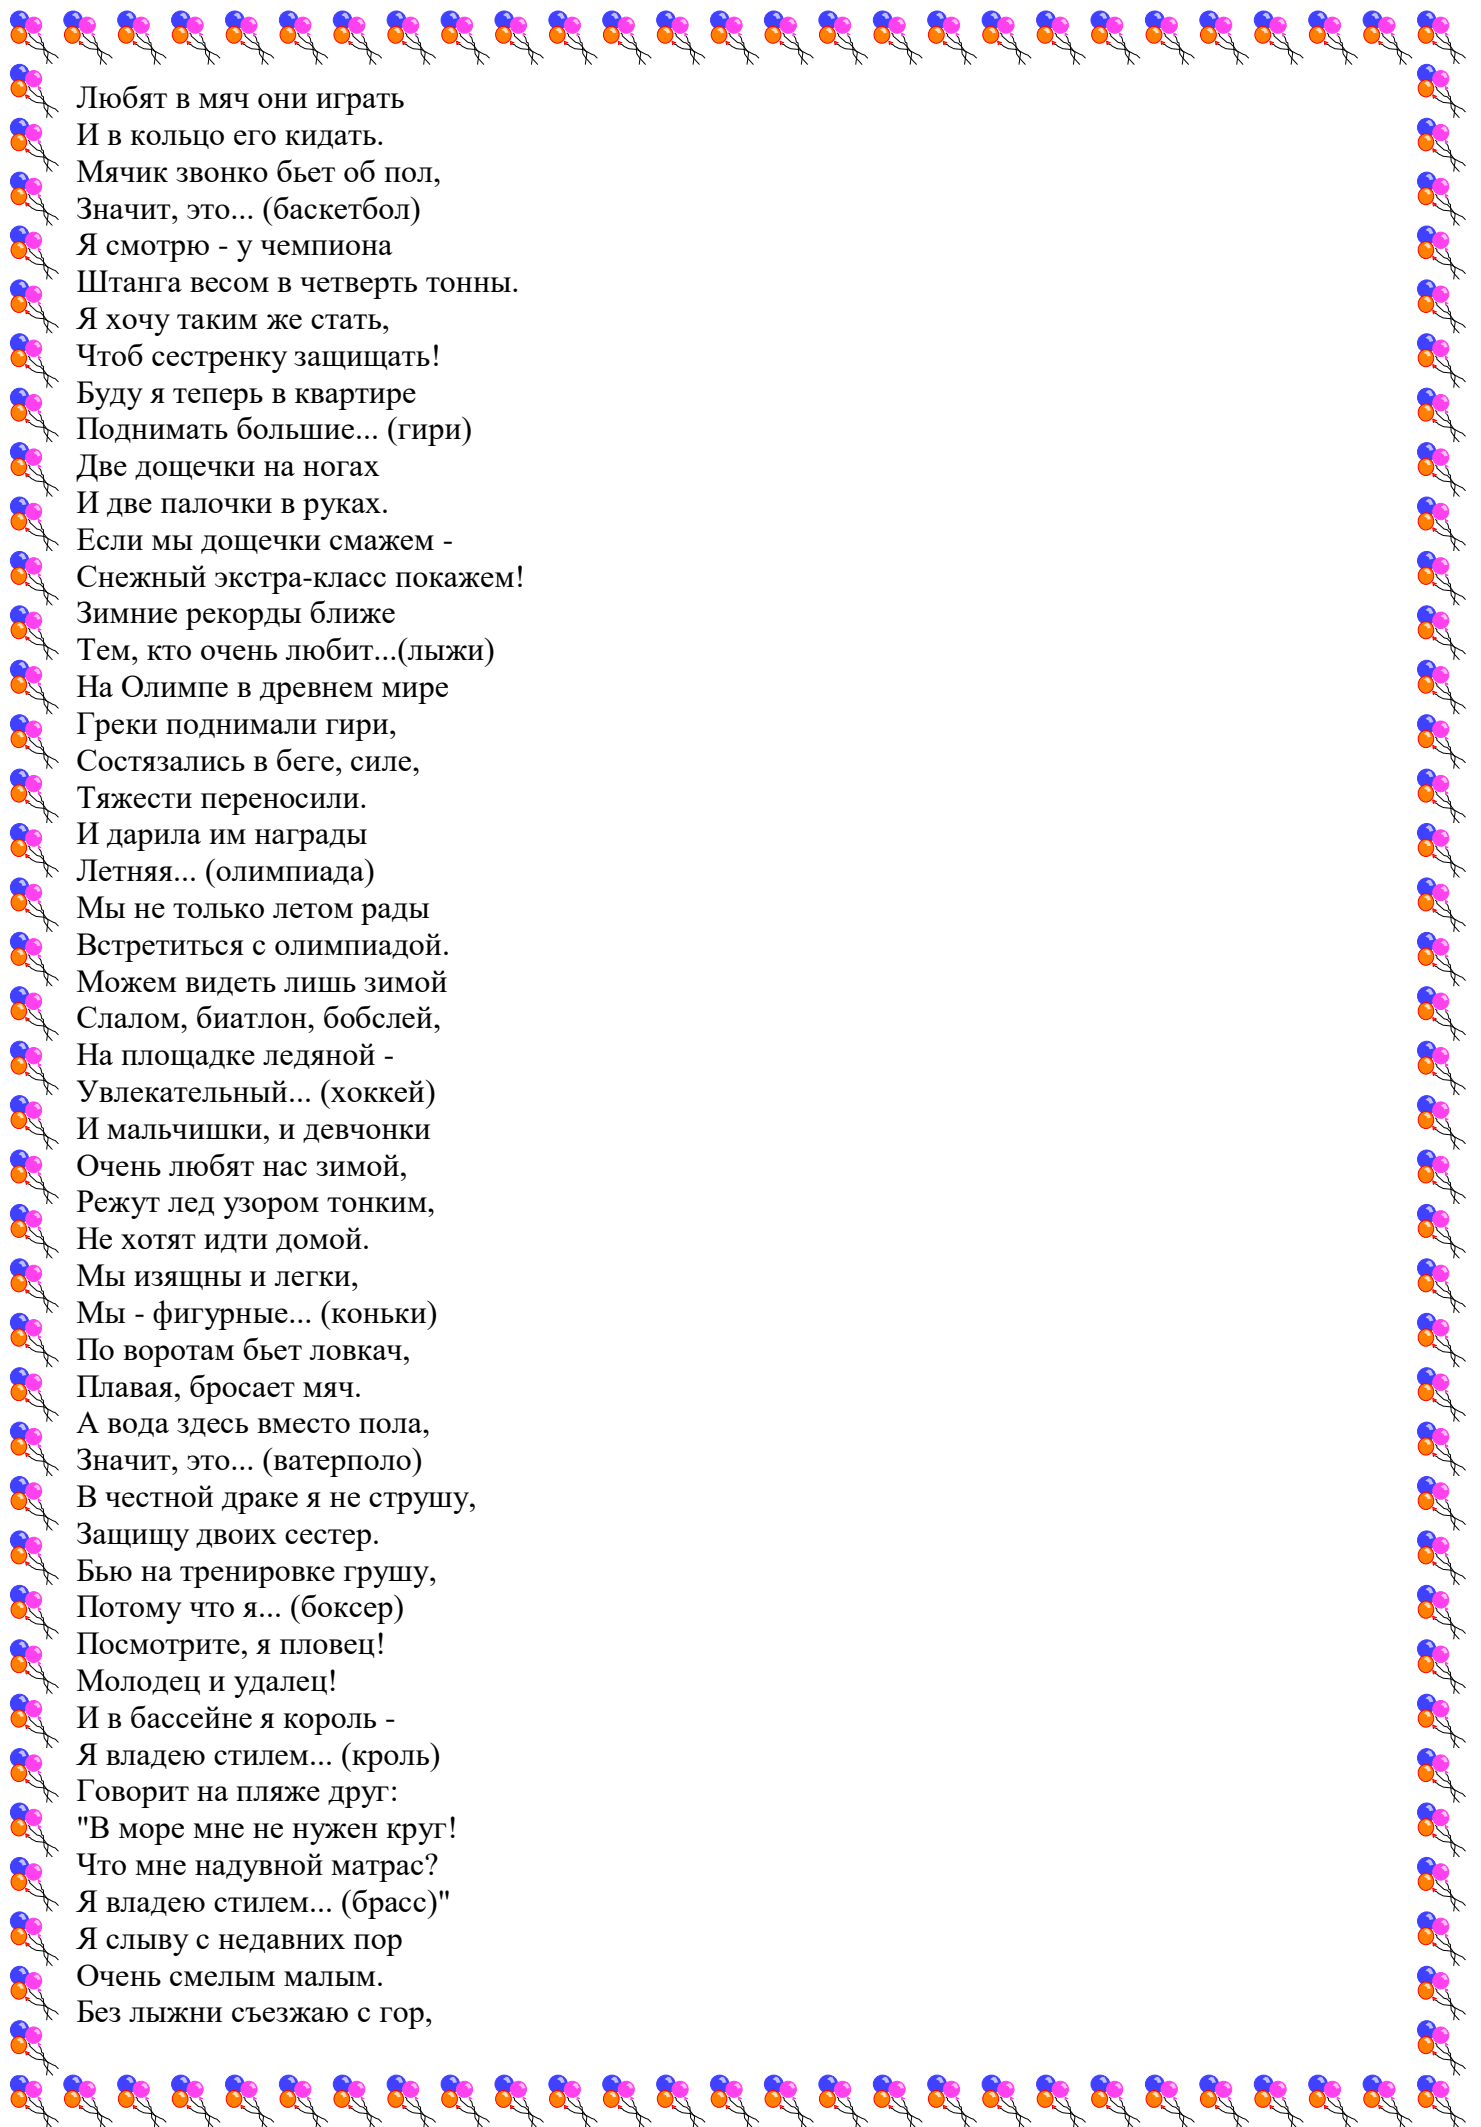 Любят в мяч они играть
И в кольцо его кидать.
Мячик звонко бьет об пол,
Значит, это... (баскетбол)
Я смотрю - у чемпиона
Штанга весом в четверть тонны.
Я хочу таким же стать,
Чтоб сестренку защищать!
Буду я теперь в квартире
Поднимать большие... (гири)
Две дощечки на ногах
И две палочки в руках.
Если мы дощечки смажем -
Снежный экстра-класс покажем!
Зимние рекорды ближе
Тем, кто очень любит...(лыжи)
На Олимпе в древнем мире
Греки поднимали гири,
Состязались в беге, силе,
Тяжести переносили.
И дарила им награды
Летняя... (олимпиада)
Мы не только летом рады
Встретиться с олимпиадой.
Можем видеть лишь зимой
Слалом, биатлон, бобслей,
На площадке ледяной -
Увлекательный... (хоккей)
И мальчишки, и девчонки
Очень любят нас зимой,
Режут лед узором тонким,
Не хотят идти домой.
Мы изящны и легки,
Мы - фигурные... (коньки)
По воротам бьет ловкач,
Плавая, бросает мяч.
А вода здесь вместо пола,
Значит, это... (ватерполо)
В честной драке я не струшу,
Защищу двоих сестер.
Бью на тренировке грушу,
Потому что я... (боксер)
Посмотрите, я пловец!
Молодец и удалец!
И в бассейне я король -
Я владею стилем... (кроль)
Говорит на пляже друг:
"В море мне не нужен круг!
Что мне надувной матрас?
Я владею стилем... (брасс)"
Я слыву с недавних пор
Очень смелым малым.
Без лыжни съезжаю с гор,